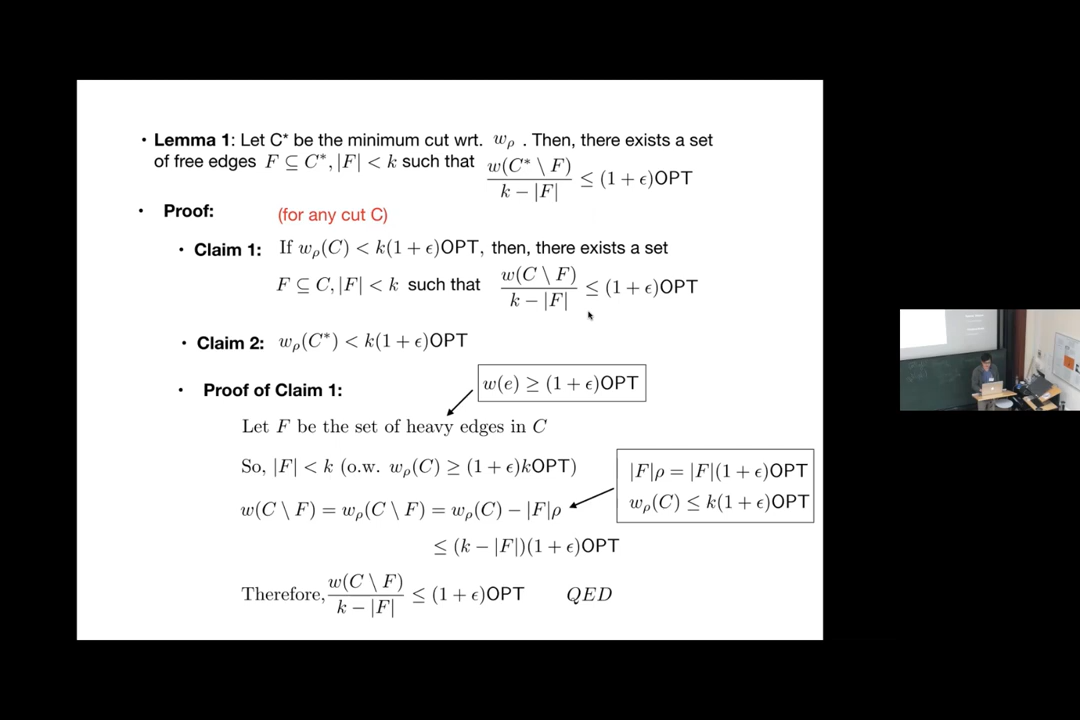 • Lemma 1: Let C* be the minimum cut wrt. w_ρ . Then, there exists a set
of free edges F ⊆ C*, |F| < k such that w(C* \ F) / (k − |F|) ≤ (1 + ϵ)OPT
• Proof: (for any cut C)
• Claim 1: If w_ρ(C) < k(1 + ϵ)OPT, then, there exists a set
F ⊆ C, |F| < k such that w(C \ F) / (k − |F|) ≤ (1 + ϵ)OPT
• Claim 2: w_ρ(C*) < k(1 + ϵ)OPT
• Proof of Claim 1:
w(e) ≥ (1 + ϵ)OPT
Let F be the set of heavy edges in C
So, |F| < k (o.w. w_ρ(C) ≥ (1 + ϵ)kOPT)
|F|ρ = |F|(1 + ϵ)OPT
w_ρ(C) ≤ k(1 + ϵ)OPT
w(C \ F) = w_ρ(C \ F) = w_ρ(C) − |F|ρ
≤ (k − |F|)(1 + ϵ)OPT
Therefore, w(C \ F) / (k − |F|) ≤ (1 + ϵ)OPT QED